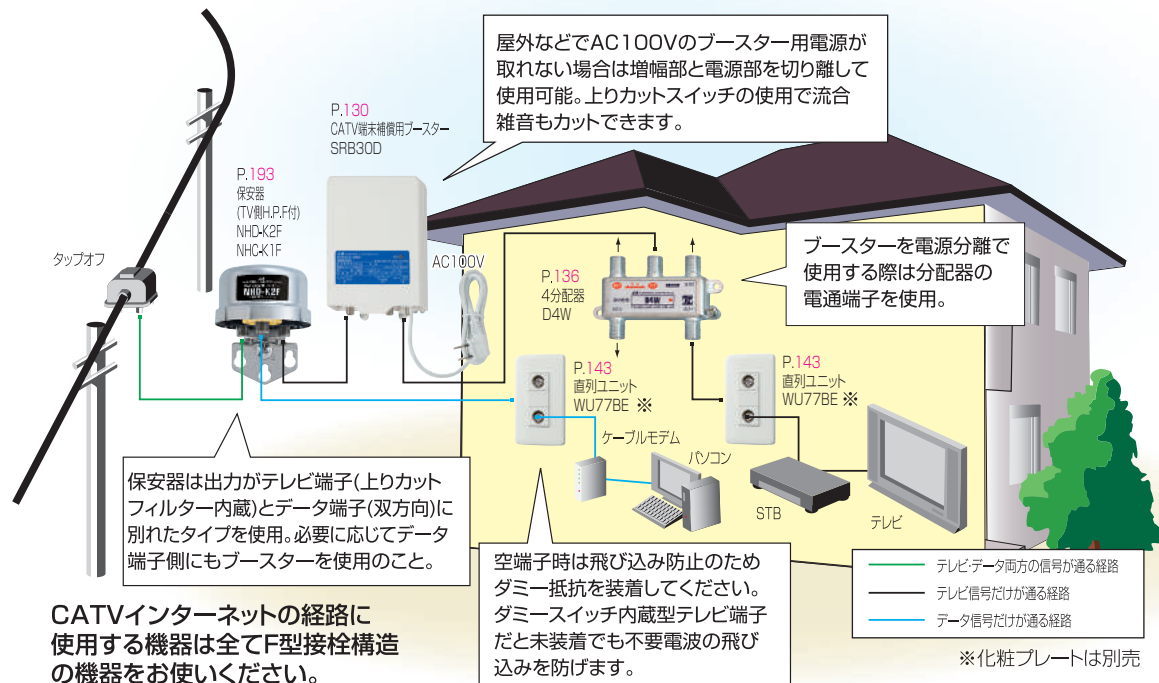 屋外などでAC100Vのブースター用電源が
取れない場合は増幅部と電源部を切り離して
使用可能。上りカットスイッチの使用で流合
雑音もカットできます。
P.130
CATV端末補償用ブースター
SRB30D
P.193
保安器
(TV側H.P.F付)
NHD-K2F
NHC-K1F
タップオフ
NHD-K2F
AC100V
P.136
4分配器
D4W
D4W
ブースターを電源分離で
使用する際は分配器の
電通端子を使用。
P.143
直列ユニット
WU77BE ※
P.143
直列ユニット
WU77BE ※
ケーブルモデム
パソコン
STB
テレビ
保安器は出力がテレビ端子(上りカット
フィルター内蔵)とデータ端子(双方向)に
別れたタイプを使用。必要に応じてデータ
端子側にもブースターを使用のこと。
空端子時は飛び込み防止のため
ダミー抵抗を装着してください。
ダミースイッチ内蔵型テレビ端子
だと未装着でも不要電波の飛び
込みを防げます。
テレビ・データ両方の信号が通る経路
テレビ信号だけが通る経路
データ信号だけが通る経路
CATVインターネットの経路に
使用する機器は全てF型接栓構造
の機器をお使いください。
※化粧プレートは別売